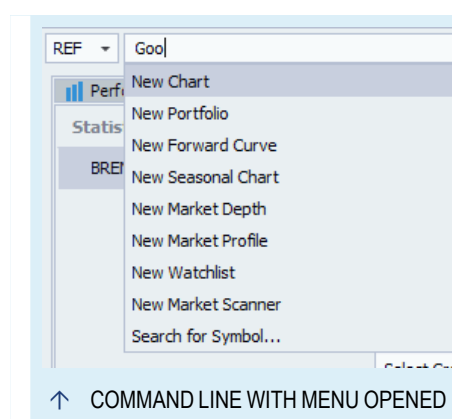 REF Goo
New Chart
New Portfolio
New Forward Curve
New Seasonal Chart
New Market Depth
New Market Profile
New Watchlist
New Market Scanner
Search for Symbol...
↑ COMMAND LINE WITH MENU OPENED